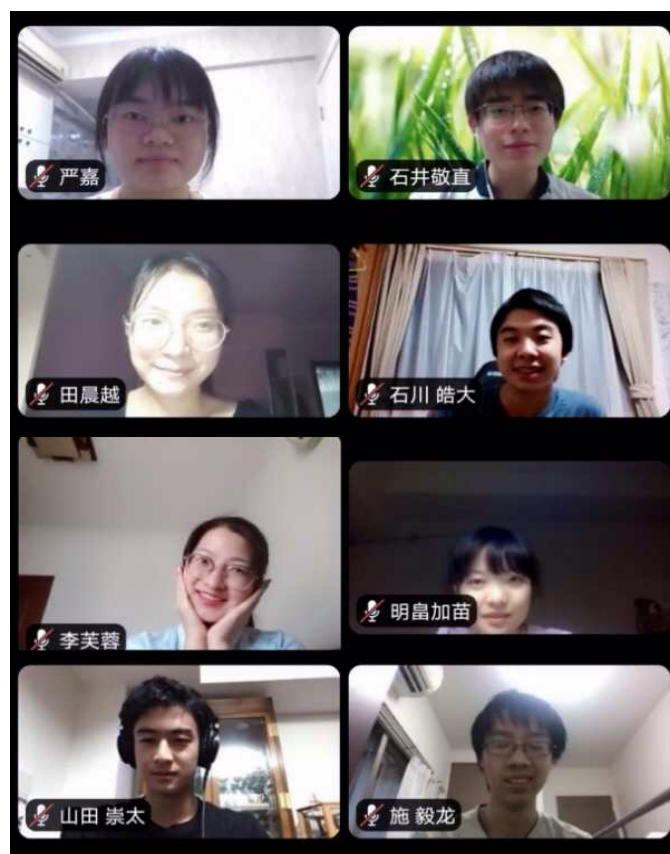 严嘉
石井敬直
田晨越
石川 皓大
李芙蓉
明畠加苗
山田 崇太
施 毅龙